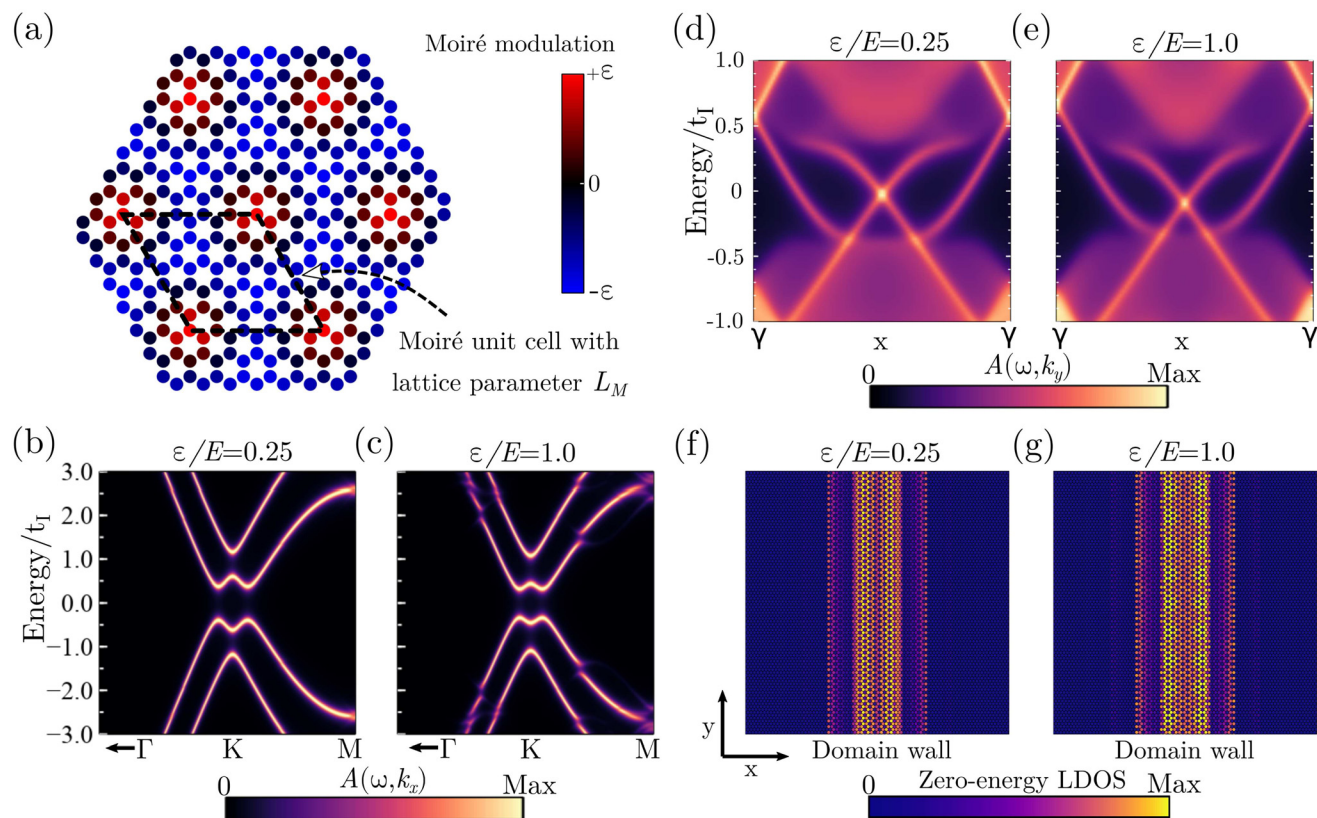 (a)
Moiré modulation
+ε
0
-ε
Moiré unit cell with
lattice parameter L_M
(b)
ε/E=0.25
(c)
ε/E=1.0
Energy/t_I
3.0
2.0
1.0
0.0
-1.0
-2.0
-3.0
Γ
K
M
Γ
K
M
0
A(ω,k_x)
Max
(d)
ε/E=0.25
(e)
ε/E=1.0
Energy/t_I
1.0
0.5
0
-0.5
-1.0
γ
x
γ
x
γ
0
A(ω,k_y)
Max
(f)
ε/E=0.25
(g)
ε/E=1.0
y
x
Domain wall
Domain wall
0
Zero-energy LDOS
Max